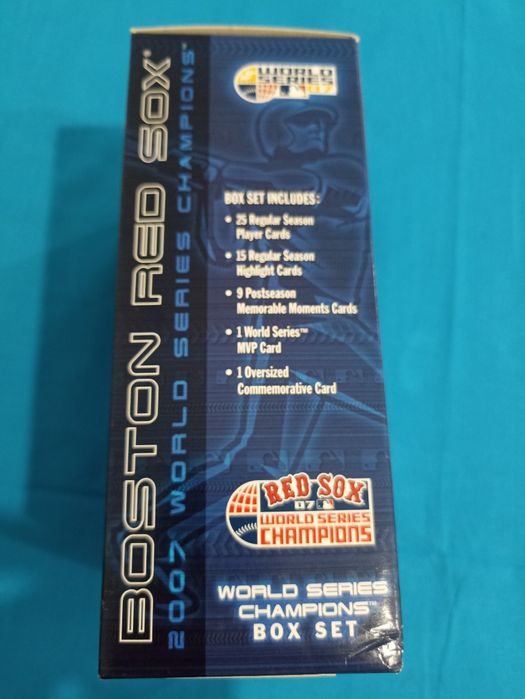 BOSTON RED SOX®
2007 WORLD SERIES CHAMPIONS™
WORLD
SERIES
07
BOX SET INCLUDES:
• 25 Regular Season
Player Cards
• 15 Regular Season
Highlight Cards
• 9 Postseason
Memorable Moments Cards
• 1 World Series™
MVP Card
• 1 Oversized
Commemorative Card
RED SOX
07
WORLD SERIES
CHAMPIONS
WORLD SERIES
CHAMPIONS™
BOX SET